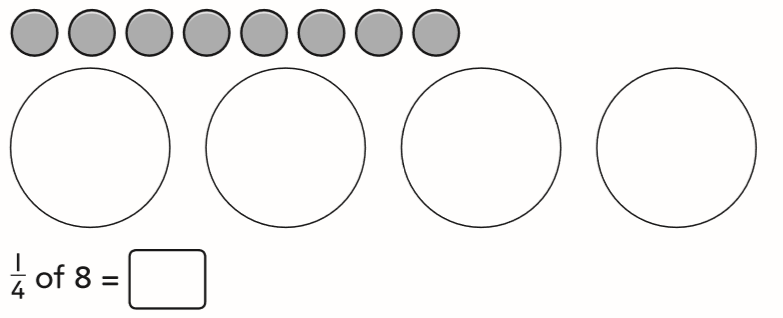 1/4 of 8 =